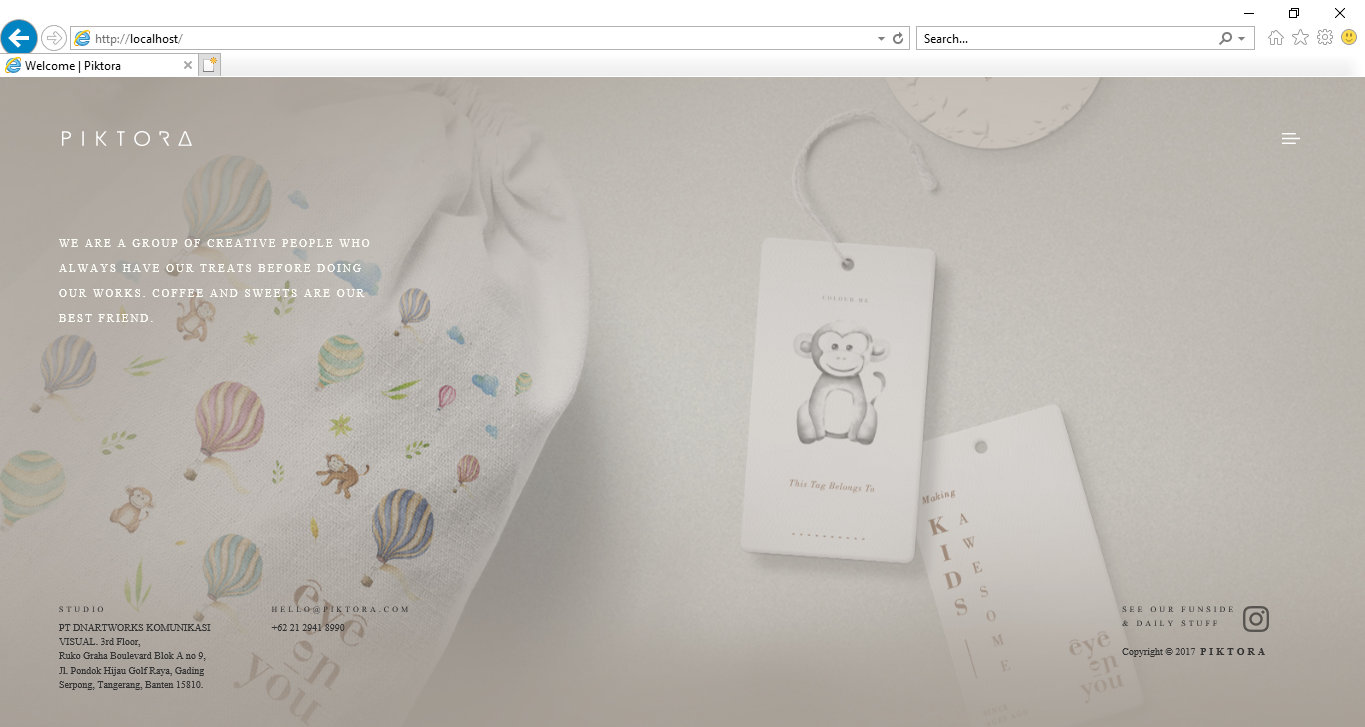 http://localhost/
Search...
Welcome | Piktora
PIKTORA
WE ARE A GROUP OF CREATIVE PEOPLE WHO
ALWAYS HAVE OUR TREATS BEFORE DOING
OUR WORKS. COFFEE AND SWEETS ARE OUR
BEST FRIEND.
COLOUR ME
This Tag Belongs To
Making
KIDS
AWESOME
êyê
on
you
êyê
on
you
STUDIO
PT DNARTWORKS KOMUNIKASI
VISUAL. 3rd Floor,
Ruko Graha Boulevard Blok A no 9,
Jl. Pondok Hijau Golf Raya, Gading
Serpong, Tangerang, Banten 15810.
HELLO@PIKTORA.COM
+62 21 2941 8990
SEE OUR FUNSIDE
& DAILY STUFF
Copyright © 2017 PIKTORA